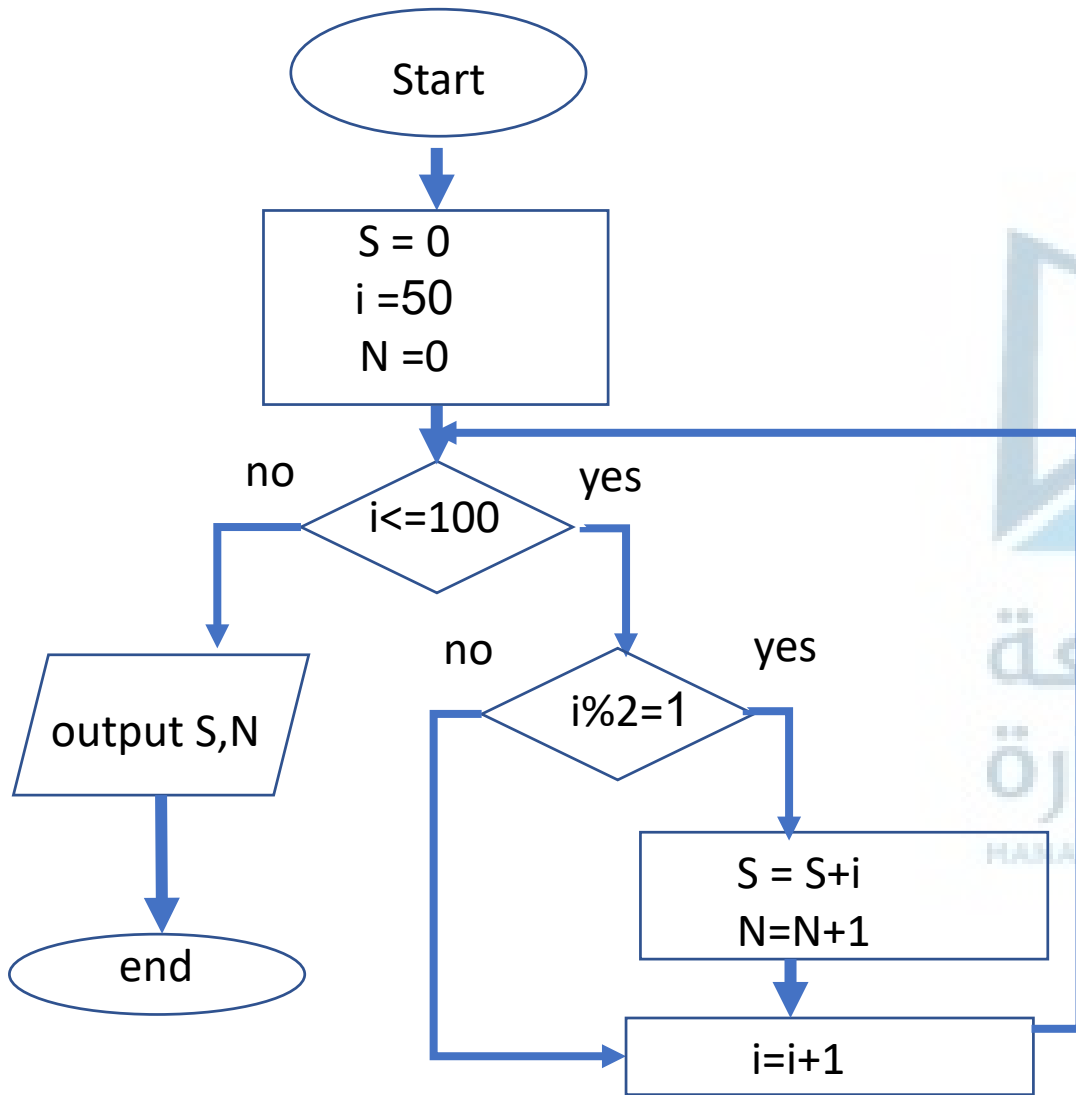 Start
S = 0
i =50
N =0
no
yes
i<=100
no
yes
output S,N
i%2=1
S = S+i
N=N+1
end
i=i+1